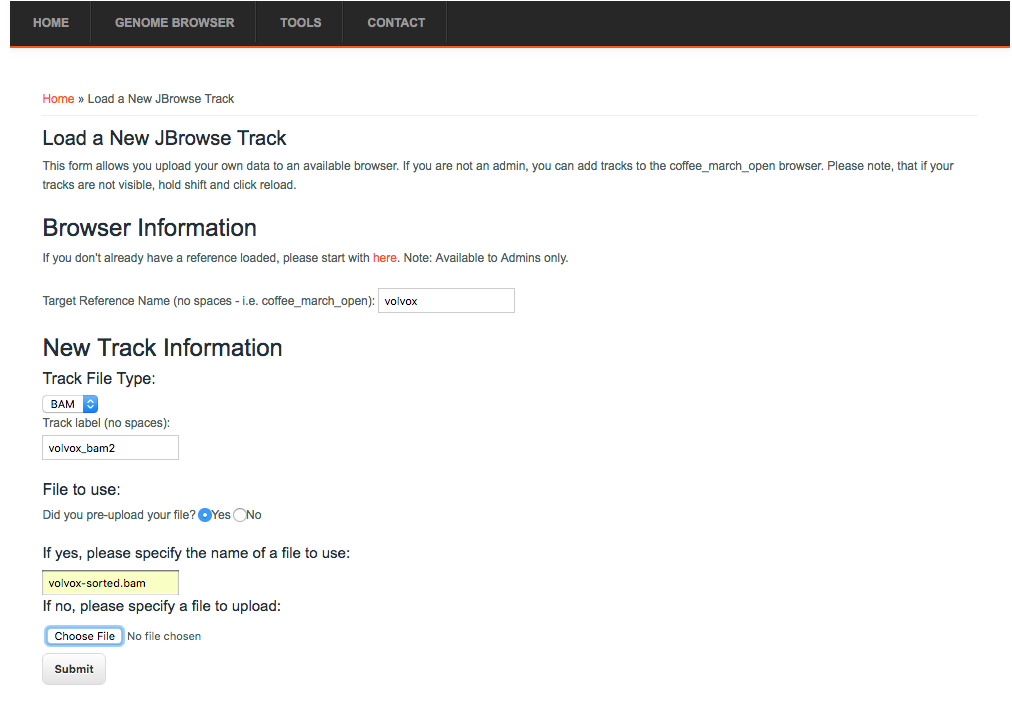 HOME GENOME BROWSER TOOLS CONTACT
Home » Load a New JBrowse Track
Load a New JBrowse Track
This form allows you upload your own data to an available browser. If you are not an admin, you can add tracks to the coffee_march_open browser. Please note, that if your
tracks are not visible, hold shift and click reload.
Browser Information
If you don't already have a reference loaded, please start with here. Note: Available to Admins only.
Target Reference Name (no spaces - i.e. coffee_march_open): volvox
New Track Information
Track File Type:
BAM
Track label (no spaces):
volvox_bam2
File to use:
Did you pre-upload your file? Yes No
If yes, please specify the name of a file to use:
volvox-sorted.bam
If no, please specify a file to upload:
Choose File No file chosen
Submit